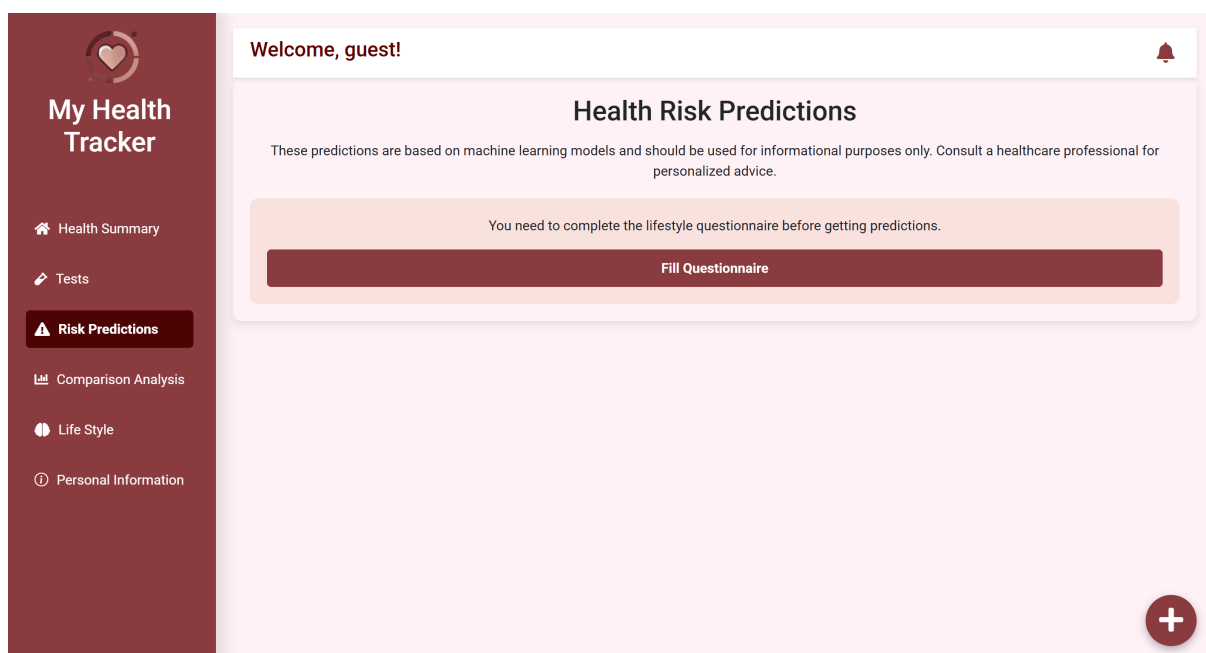 My Health
Tracker
Health Summary
Tests
Risk Predictions
Comparison Analysis
Life Style
Personal Information
Welcome, guest!
Health Risk Predictions
These predictions are based on machine learning models and should be used for informational purposes only. Consult a healthcare professional for
personalized advice.
You need to complete the lifestyle questionnaire before getting predictions.
Fill Questionnaire